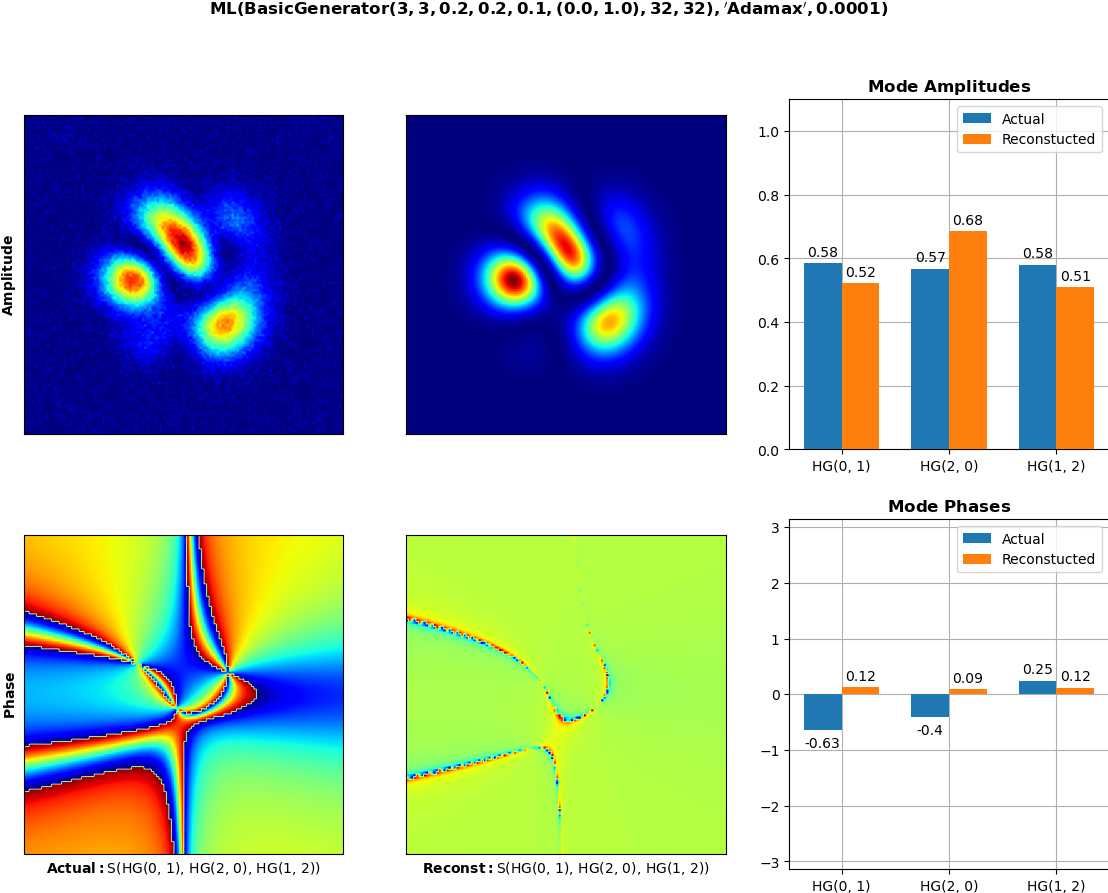 ML(BasicGenerator(3, 3, 0.2, 0.2, 0.1, (0.0, 1.0), 32, 32), ′Adamax′, 0.0001)
Amplitude
Mode Amplitudes
Actual
Reconstucted
1.0
0.8
0.6
0.4
0.2
0.0
0.58
0.52
0.57
0.68
0.58
0.51
HG(0, 1)
HG(2, 0)
HG(1, 2)
Phase
Actual: S(HG(0, 1), HG(2, 0), HG(1, 2))
Reconst: S(HG(0, 1), HG(2, 0), HG(1, 2))
Mode Phases
Actual
Reconstucted
3
2
1
0
−1
−2
−3
-0.63
0.12
-0.4
0.09
0.25
0.12
HG(0, 1)
HG(2, 0)
HG(1, 2)